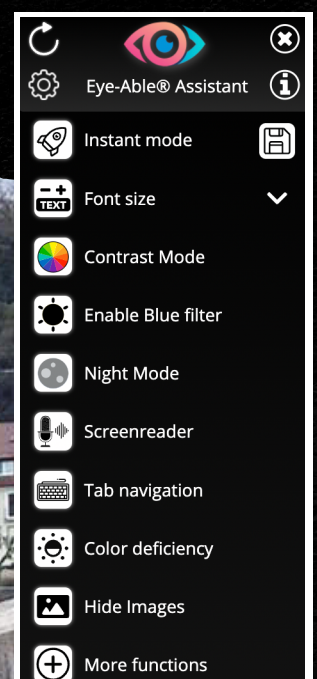 Eye-Able® Assistant
Instant mode
TEXT
Font size
Contrast Mode
Enable Blue filter
Night Mode
Screenreader
Tab navigation
Color deficiency
Hide Images
More functions